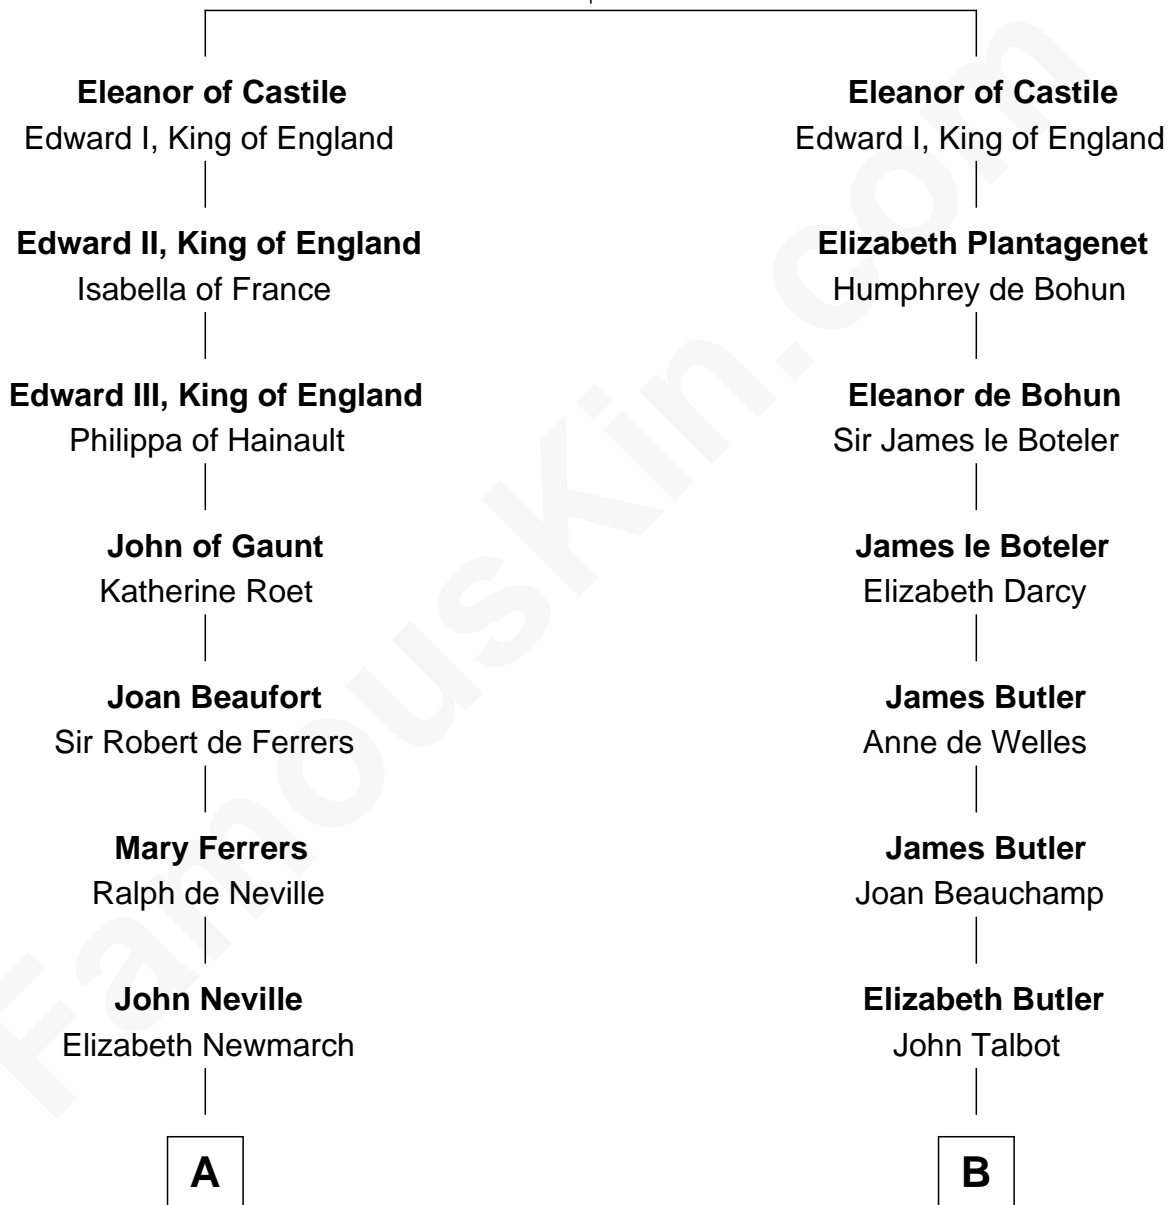 Eleanor of Castile
Edward I, King of England
Edward II, King of England
Isabella of France
Edward III, King of England
Philippa of Hainault
John of Gaunt
Katherine Roet
Joan Beaufort
Sir Robert de Ferrers
Mary Ferrers
Ralph de Neville
John Neville
Elizabeth Newmarch
A
Eleanor of Castile
Edward I, King of England
Elizabeth Plantagenet
Humphrey de Bohun
Eleanor de Bohun
Sir James le Boteler
James le Boteler
Elizabeth Darcy
James Butler
Anne de Welles
James Butler
Joan Beauchamp
Elizabeth Butler
John Talbot
B
FamousKin.com